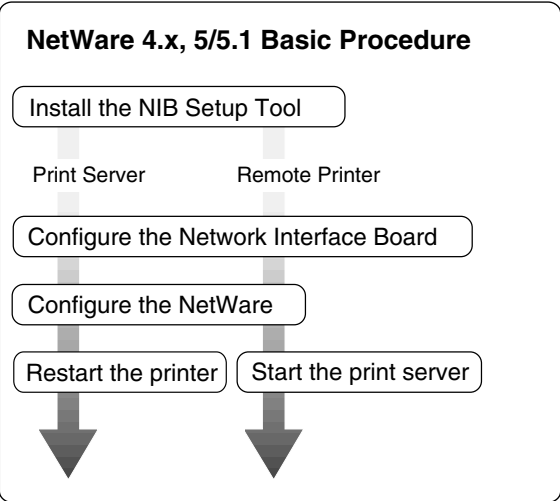 NetWare 4.x, 5/5.1 Basic Procedure
Install the NIB Setup Tool
Print Server
Remote Printer
Configure the Network Interface Board
Configure the NetWare
Restart the printer
Start the print server